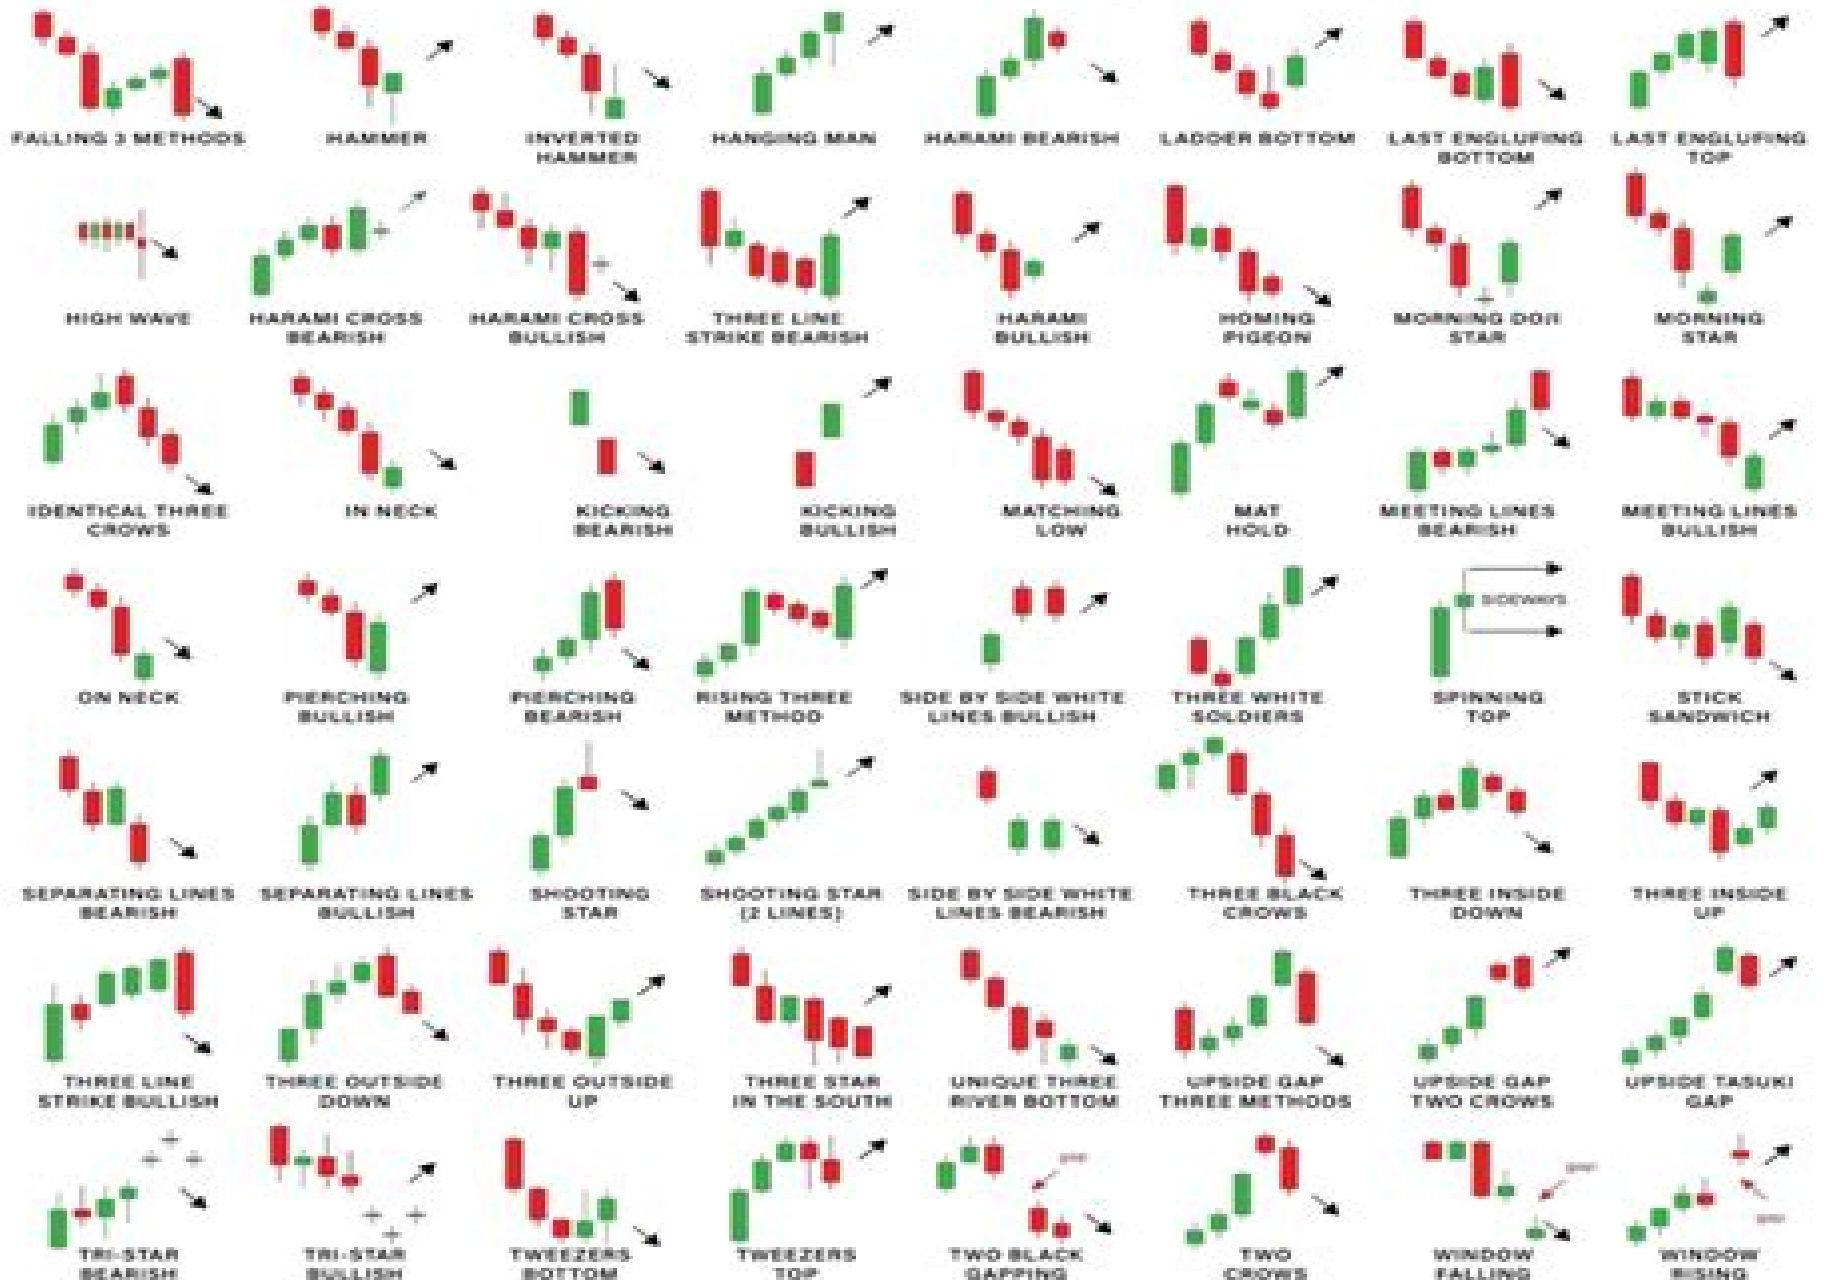 FALLING 3 METHODS
HAMMER
INVERTED
HAMMER
HANGING MAN
HARAMI BEARISH
LADDER BOTTOM
LAST ENGLUFING
BOTTOM
LAST ENGLUFING
TOP
HIGH WAVE
HARAMI CROSS
BEARISH
HARAMI CROSS
BULLISH
THREE LINE
STRIKE BEARISH
HARAMI
BULLISH
HOMING
PIGEON
MORNING DOJI
STAR
MORNING
STAR
IDENTICAL THREE
CROWS
IN NECK
KICKING
BEARISH
KICKING
BULLISH
MATCHING
LOW
MAT
HOLD
MEETING LINES
BEARISH
MEETING LINES
BULLISH
ON NECK
PIERCHING
BULLISH
PIERCHING
BEARISH
RISING THREE
METHOD
SIDE BY SIDE WHITE
LINES BULLISH
THREE WHITE
SOLDIERS
SIDEWAYS
SPINNING
TOP
STICK
SANDWICH
SEPARATING LINES
BEARISH
SEPARATING LINES
BULLISH
SHOOTING
STAR
SHOOTING STAR
(2 LINES)
SIDE BY SIDE WHITE
LINES BEARISH
THREE BLACK
CROWS
THREE INSIDE
DOWN
THREE INSIDE
UP
THREE LINE
STRIKE BULLISH
THREE OUTSIDE
DOWN
THREE OUTSIDE
UP
THREE STAR
IN THE SOUTH
UNIQUE THREE
RIVER BOTTOM
UPSIDE GAP
THREE METHODS
UPSIDE GAP
TWO CROWS
UPSIDE TASUKI
GAP
TRI-STAR
BEARISH
TRI-STAR
BULLISH
TWEEZERS
BOTTOM
TWEEZERS
TOP
TWO BLACK
GAPPING
TWO
CROWS
WINDOW
FALLING
WINDOW
RISING